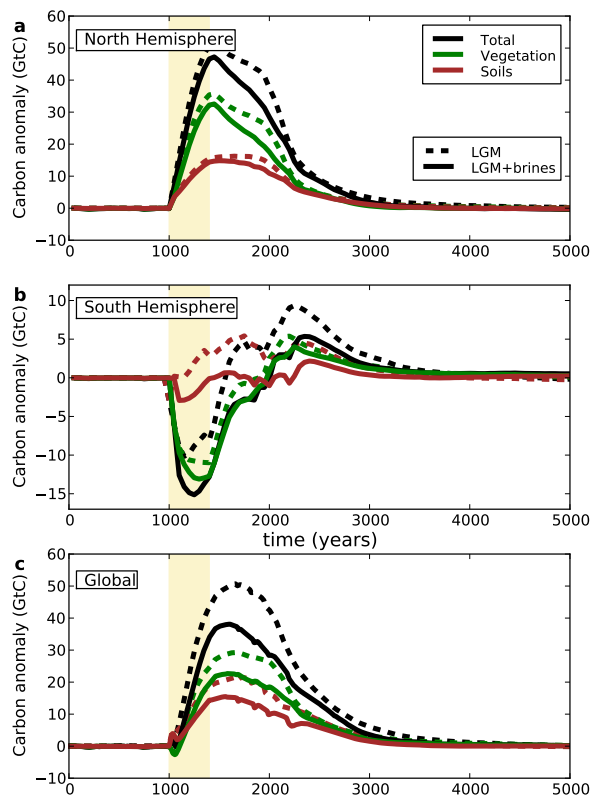 a
60
50
40
30
20
10
0
−10
Carbon anomaly (GtC)
North Hemisphere
Total
Vegetation
Soils
LGM
LGM+brines
0 1000 2000 3000 4000 5000
b
10
5
0
−5
−10
−15
Carbon anomaly (GtC)
South Hemisphere
0 1000 2000 3000 4000 5000
time (years)
c
60
50
40
30
20
10
0
−10
Carbon anomaly (GtC)
Global
0 1000 2000 3000 4000 5000